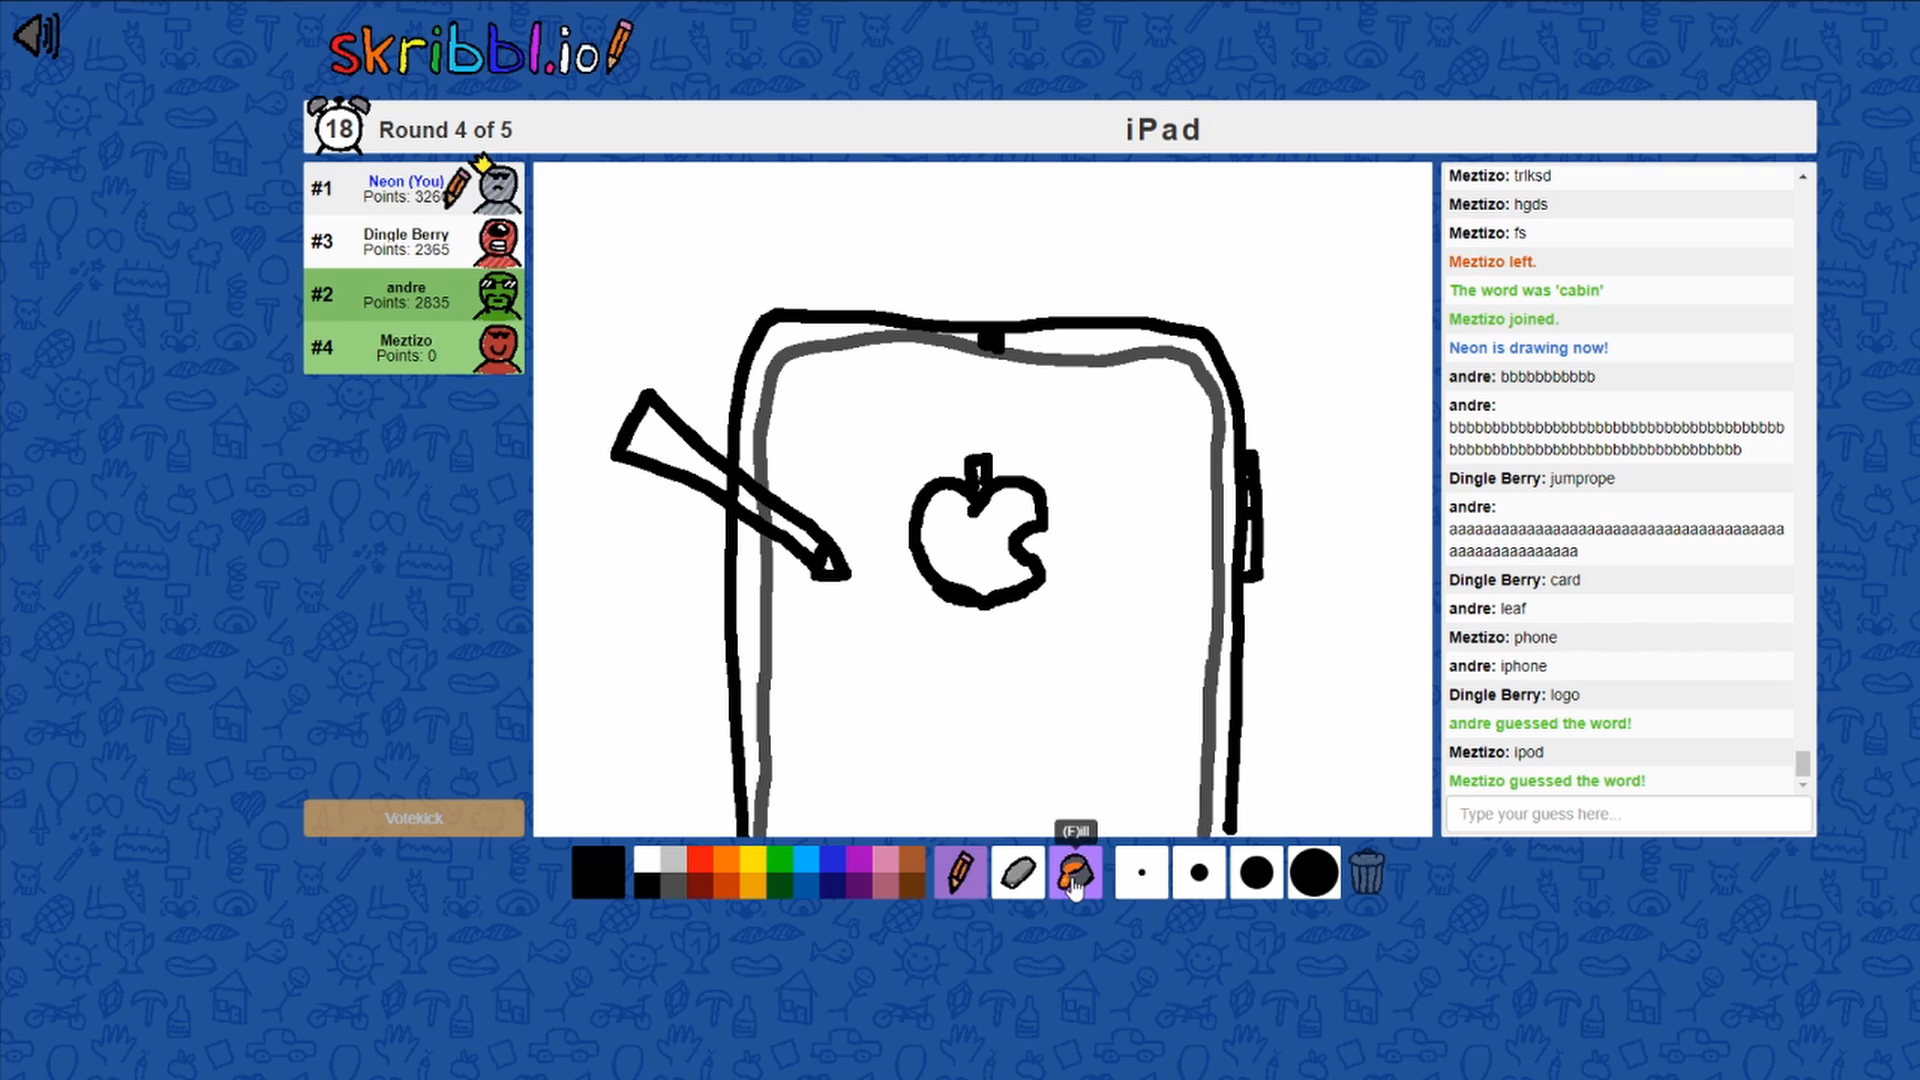 skribbl.io
18
Round 4 of 5
iPad
#1
Neon (You)
Points: 326
#3
Dingle Berry
Points: 2365
#2
andre
Points: 2835
#4
Meztizo
Points: 0
Votekick
Meztizo: trlksd
Meztizo: hgds
Meztizo: fs
Meztizo left.
The word was 'cabin'
Meztizo joined.
Neon is drawing now!
andre: bbbbbbbbbbb
andre:
Dingle Berry: jumprope
andre:
Dingle Berry: card
andre: leaf
Meztizo: phone
andre: iphone
Dingle Berry: logo
andre guessed the word!
Meztizo: ipod
Meztizo guessed the word!
Type your guess here...
(F)ill